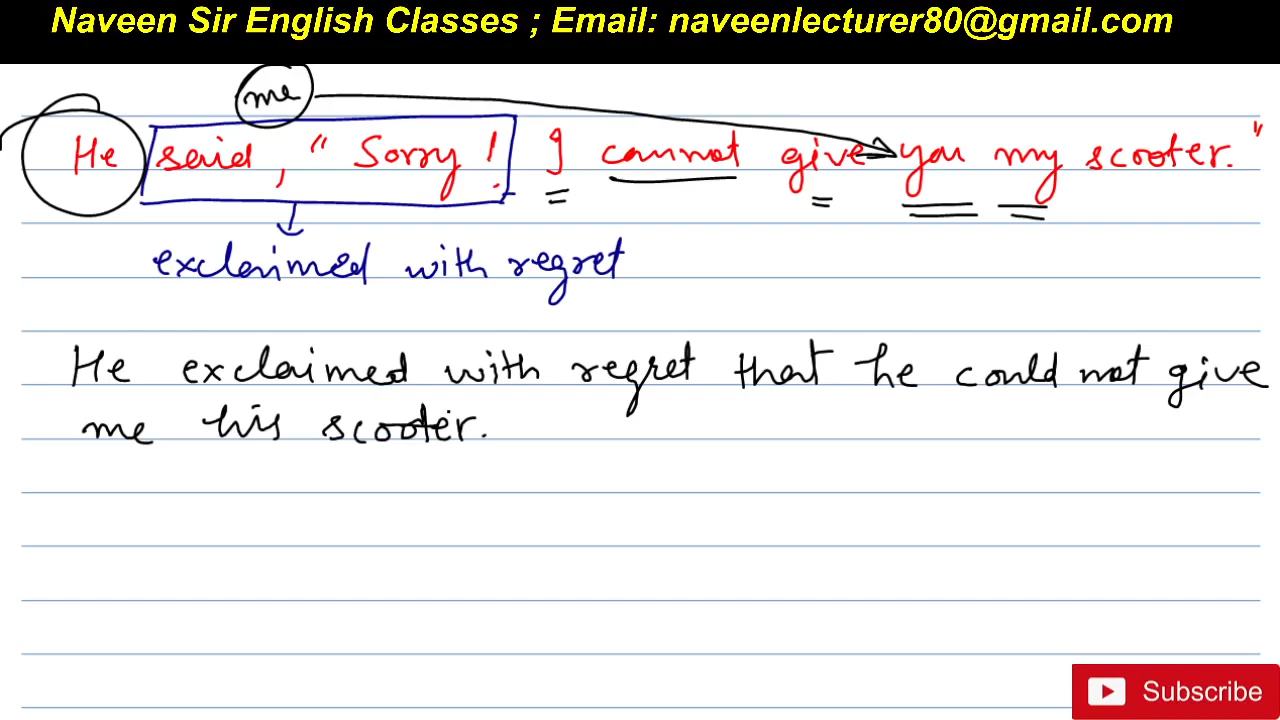 Naveen Sir English Classes ; Email: naveenlecturer80@gmail.com
me
He said, " Sorry ! I cannot give you my scooter."
exclaimed with regret
He exclaimed with regret that he could not give
me his scooter.
Subscribe